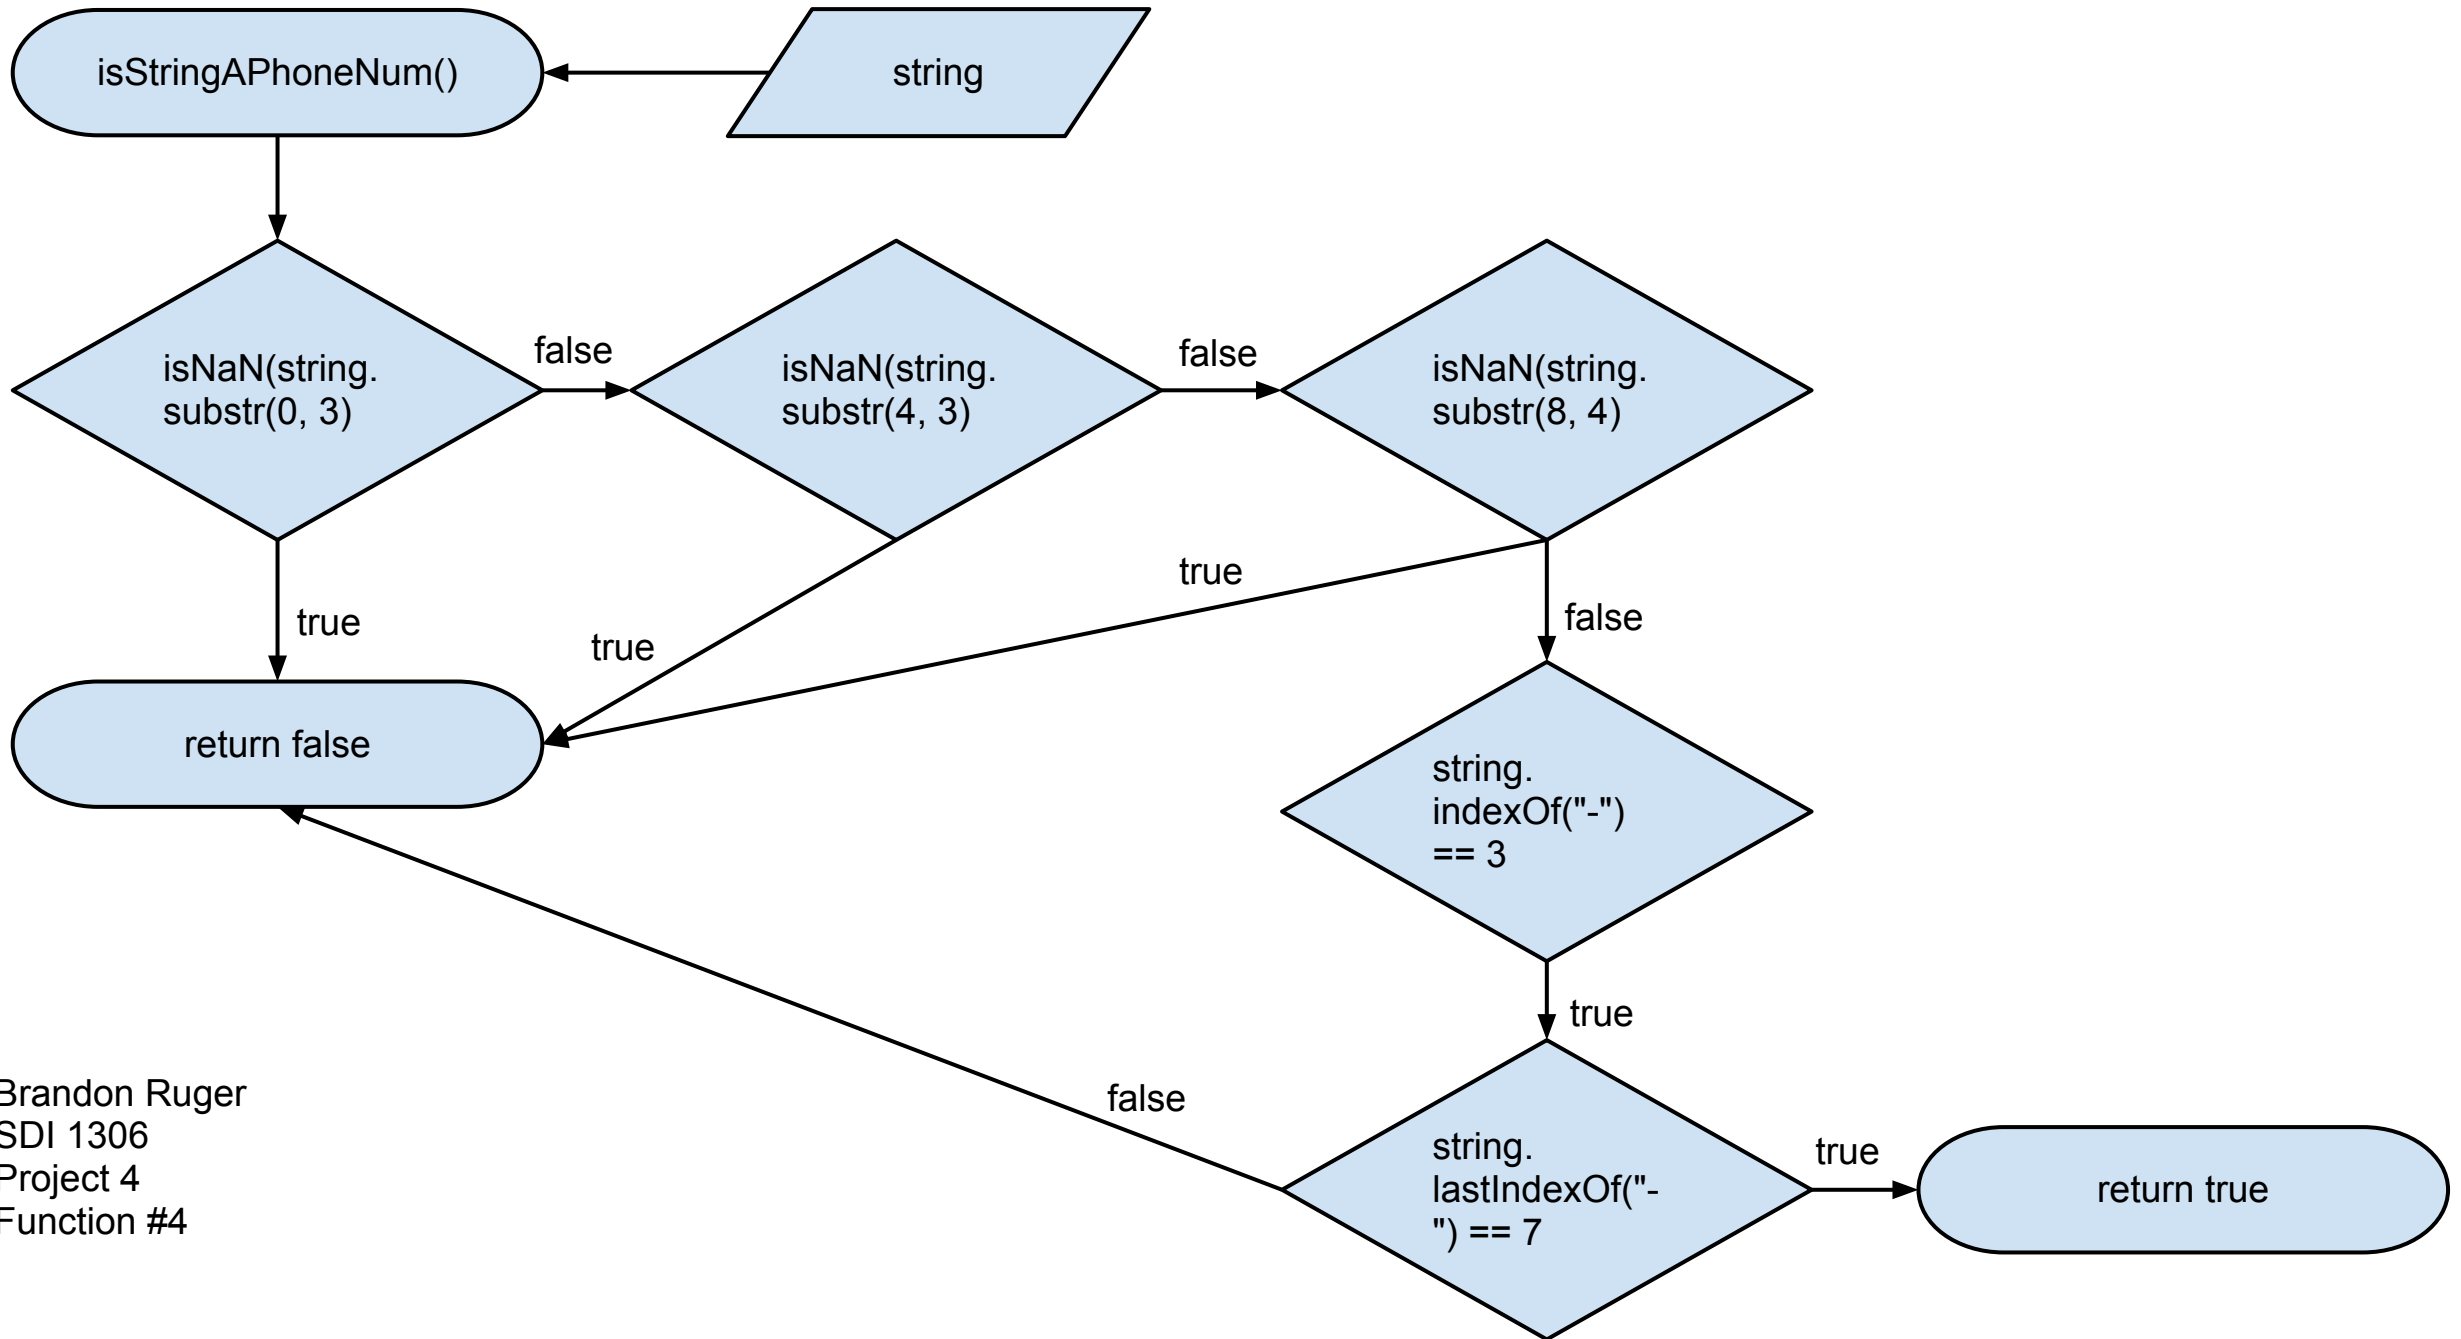 isStringAPhoneNum()
string
isNaN(string.
substr(0, 3)
false
isNaN(string.
substr(4, 3)
false
isNaN(string.
substr(8, 4)
true
true
true
false
return false
string.
indexOf("-")
== 3
true
false
string.
lastIndexOf("-
") == 7
true
return true
Brandon Ruger
SDI 1306
Project 4
Function #4